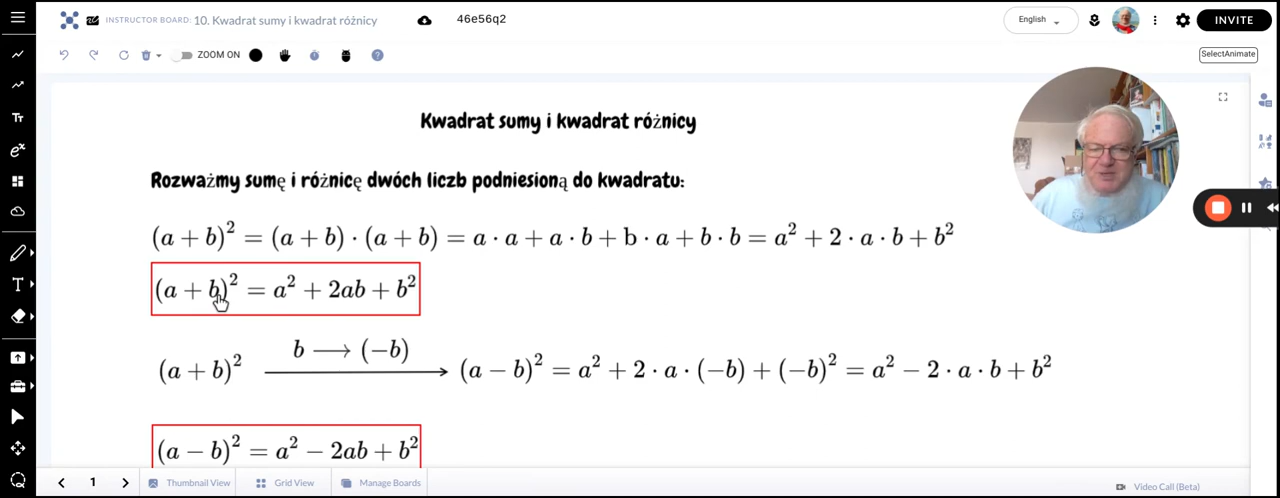 INSTRUCTOR BOARD: 10. Kwadrat sumy i kwadrat różnicy
46e56q2
English
INVITE
ZOOM ON
SelectAnimate
Kwadrat sumy i kwadrat różnicy
Rozważmy sumę i różnicę dwóch liczb podniesioną do kwadratu:
(a + b)² = (a + b) · (a + b) = a · a + a · b + b · a + b · b = a² + 2 · a · b + b²
(a + b)² = a² + 2ab + b²
b ⟶ (−b)
(a + b)² ⟶ (a − b)² = a² + 2 · a · (−b) + (−b)² = a² − 2 · a · b + b²
(a − b)² = a² − 2ab + b²
1
Thumbnail View
Grid View
Manage Boards
Video Call (Beta)